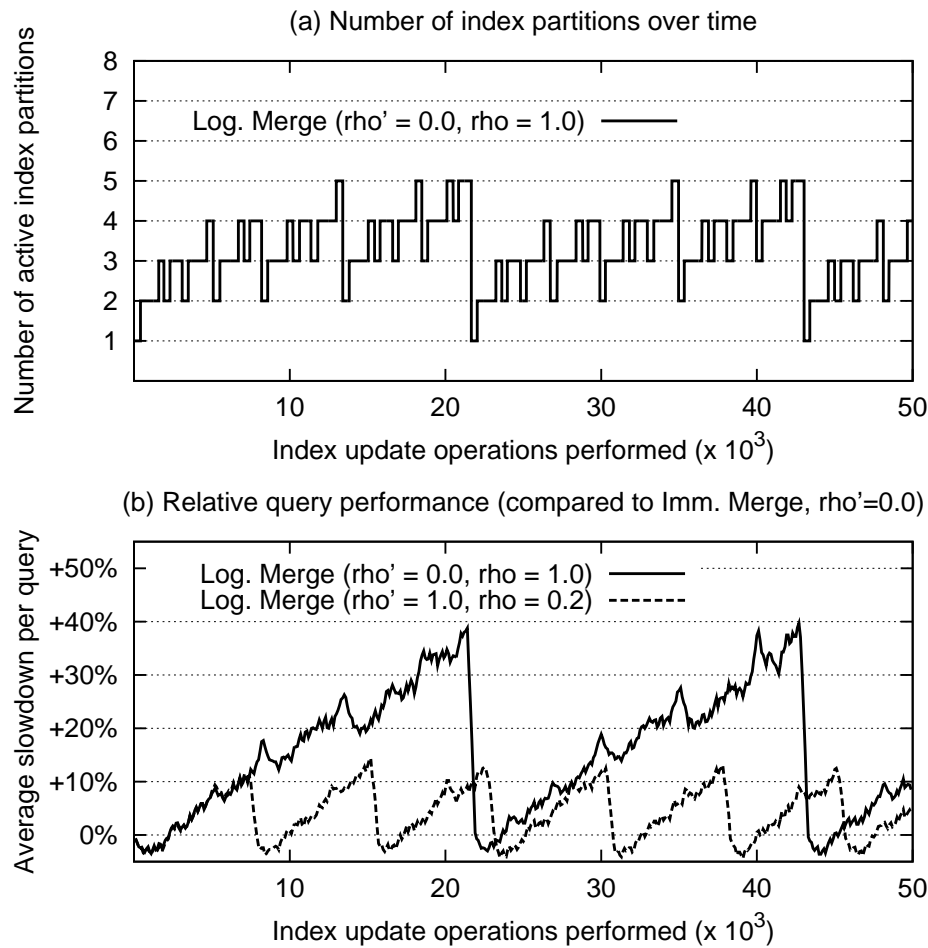 (a) Number of index partitions over time
Number of active index partitions
8
7
6
5
4
3
2
1
Log. Merge (rho' = 0.0, rho = 1.0)
10
20
30
40
50
Index update operations performed (x 10³)
(b) Relative query performance (compared to Imm. Merge, rho'=0.0)
Average slowdown per query
+50%
+40%
+30%
+20%
+10%
0%
Log. Merge (rho' = 0.0, rho = 1.0)
Log. Merge (rho' = 1.0, rho = 0.2)
10
20
30
40
50
Index update operations performed (x 10³)